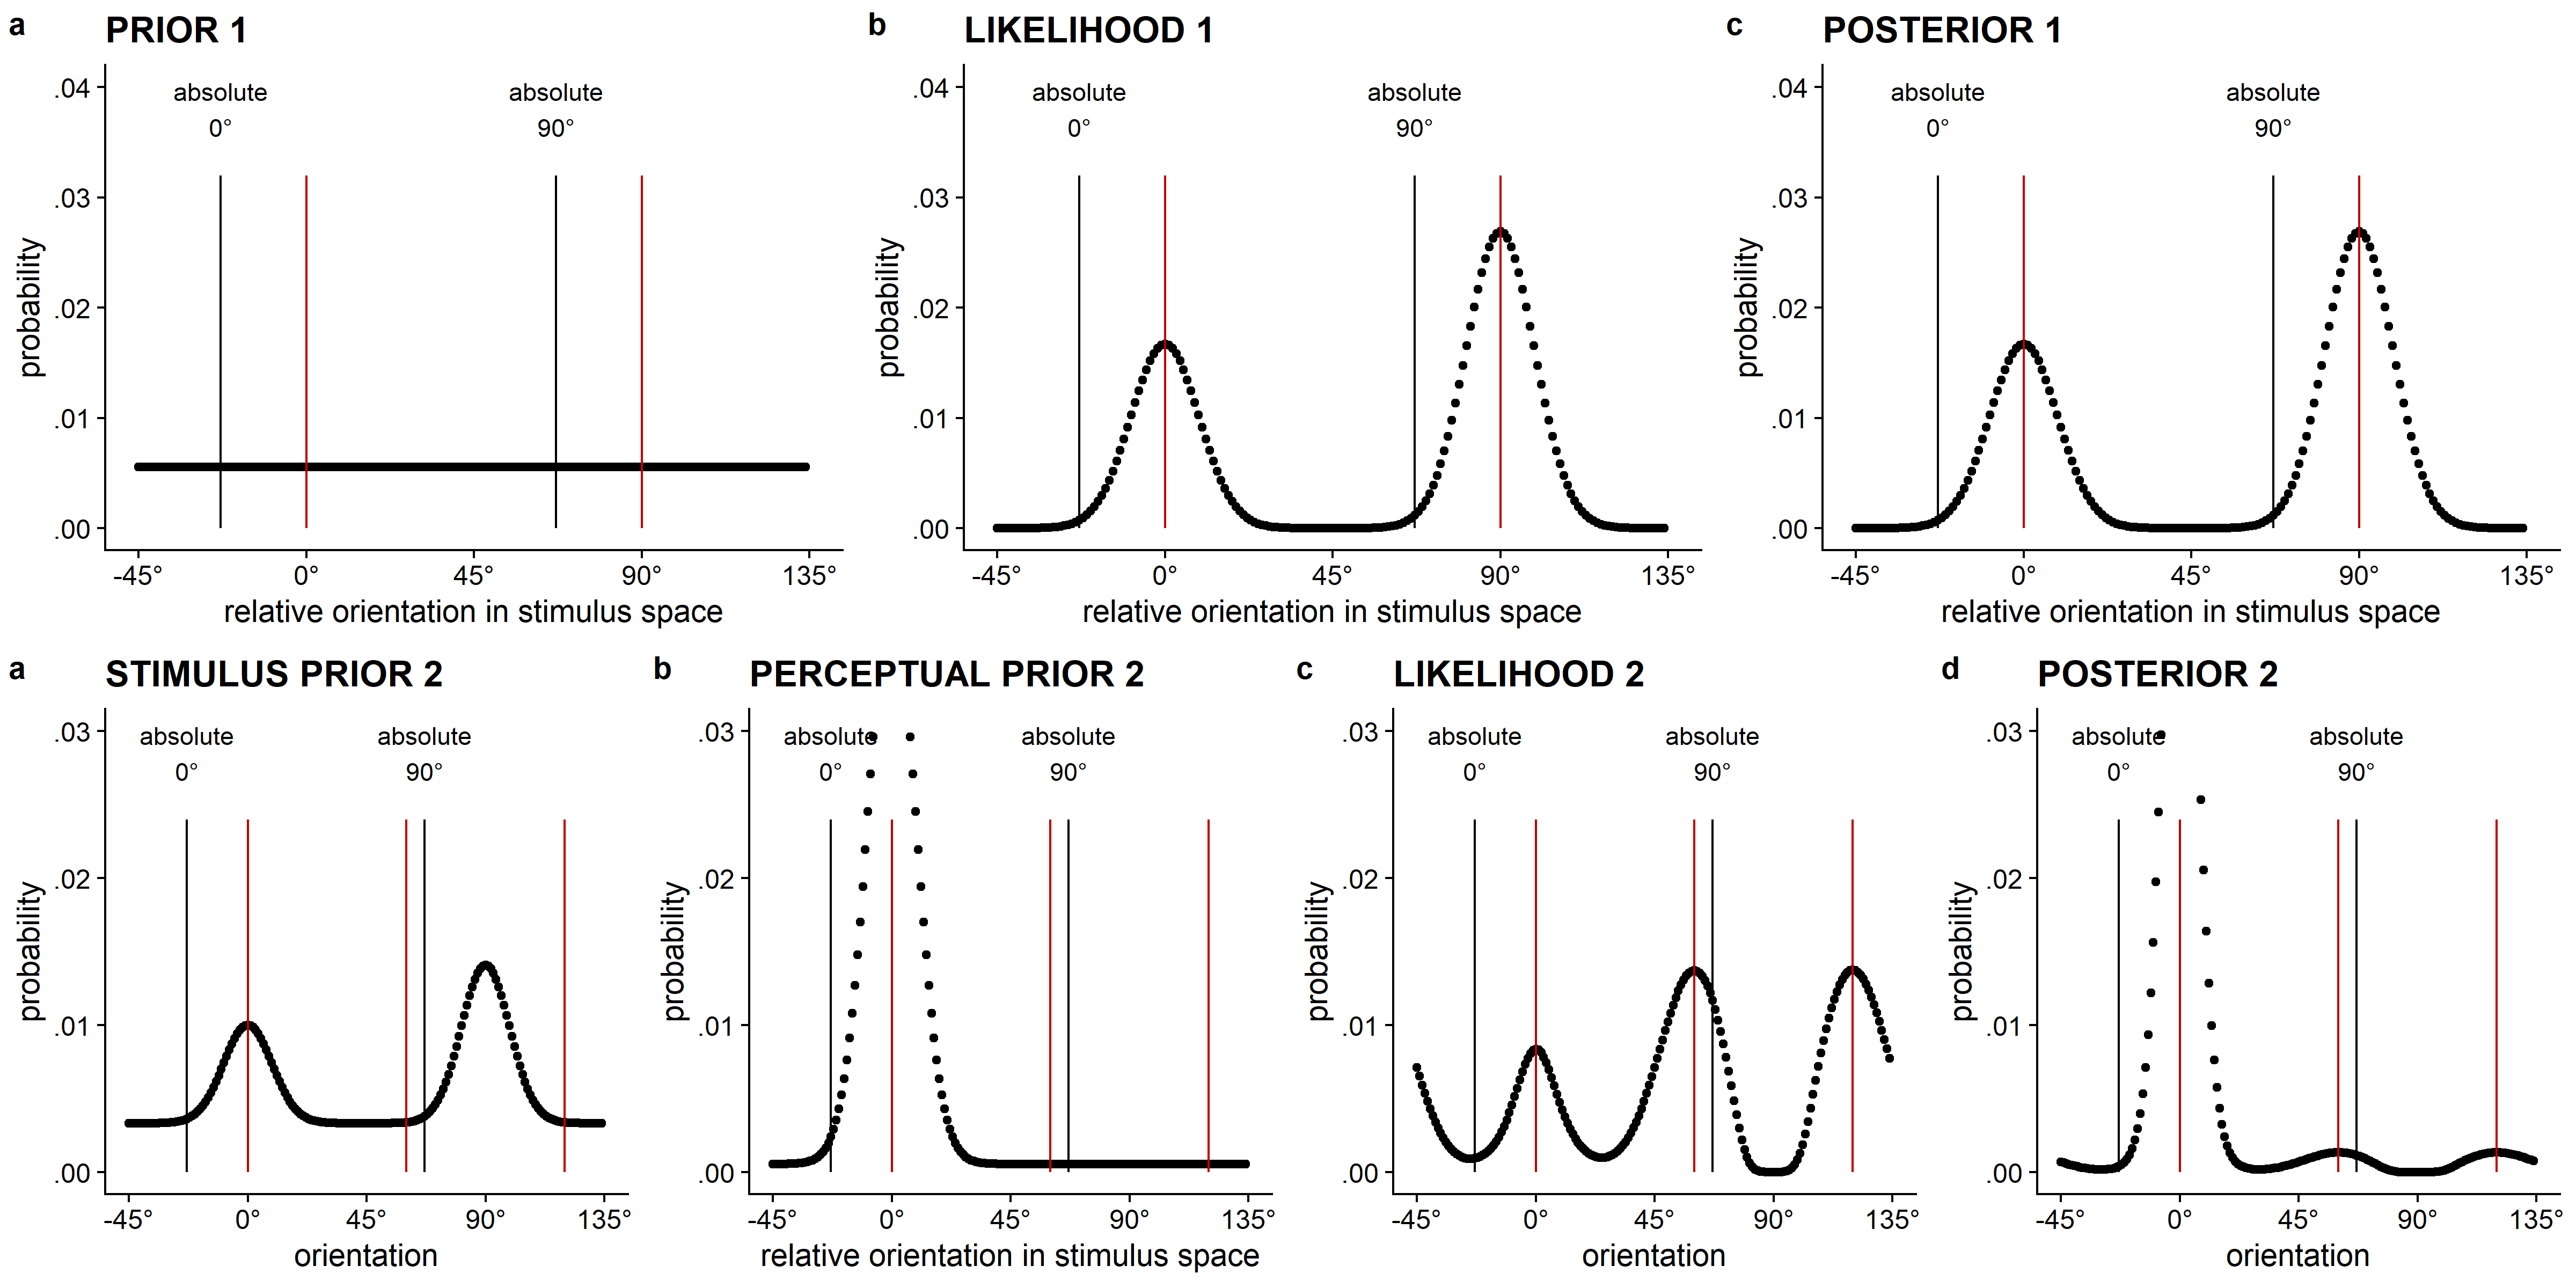 a PRIOR 1
absolute absolute
0° 90°
.04
.03
.02
.01
.00
probability
-45° 0° 45° 90° 135°
relative orientation in stimulus space
b LIKELIHOOD 1
absolute absolute
0° 90°
.04
.03
.02
.01
.00
probability
-45° 0° 45° 90° 135°
relative orientation in stimulus space
c POSTERIOR 1
absolute absolute
0° 90°
.04
.03
.02
.01
.00
probability
-45° 0° 45° 90° 135°
relative orientation in stimulus space
a STIMULUS PRIOR 2
absolute absolute
0° 90°
.03
.02
.01
.00
probability
-45° 0° 45° 90° 135°
orientation
b PERCEPTUAL PRIOR 2
absolute absolute
0° 90°
.03
.02
.01
.00
probability
-45° 0° 45° 90° 135°
relative orientation in stimulus space
c LIKELIHOOD 2
absolute absolute
0° 90°
.03
.02
.01
.00
probability
-45° 0° 45° 90° 135°
orientation
d POSTERIOR 2
absolute absolute
0° 90°
.03
.02
.01
.00
probability
-45° 0° 45° 90° 135°
orientation